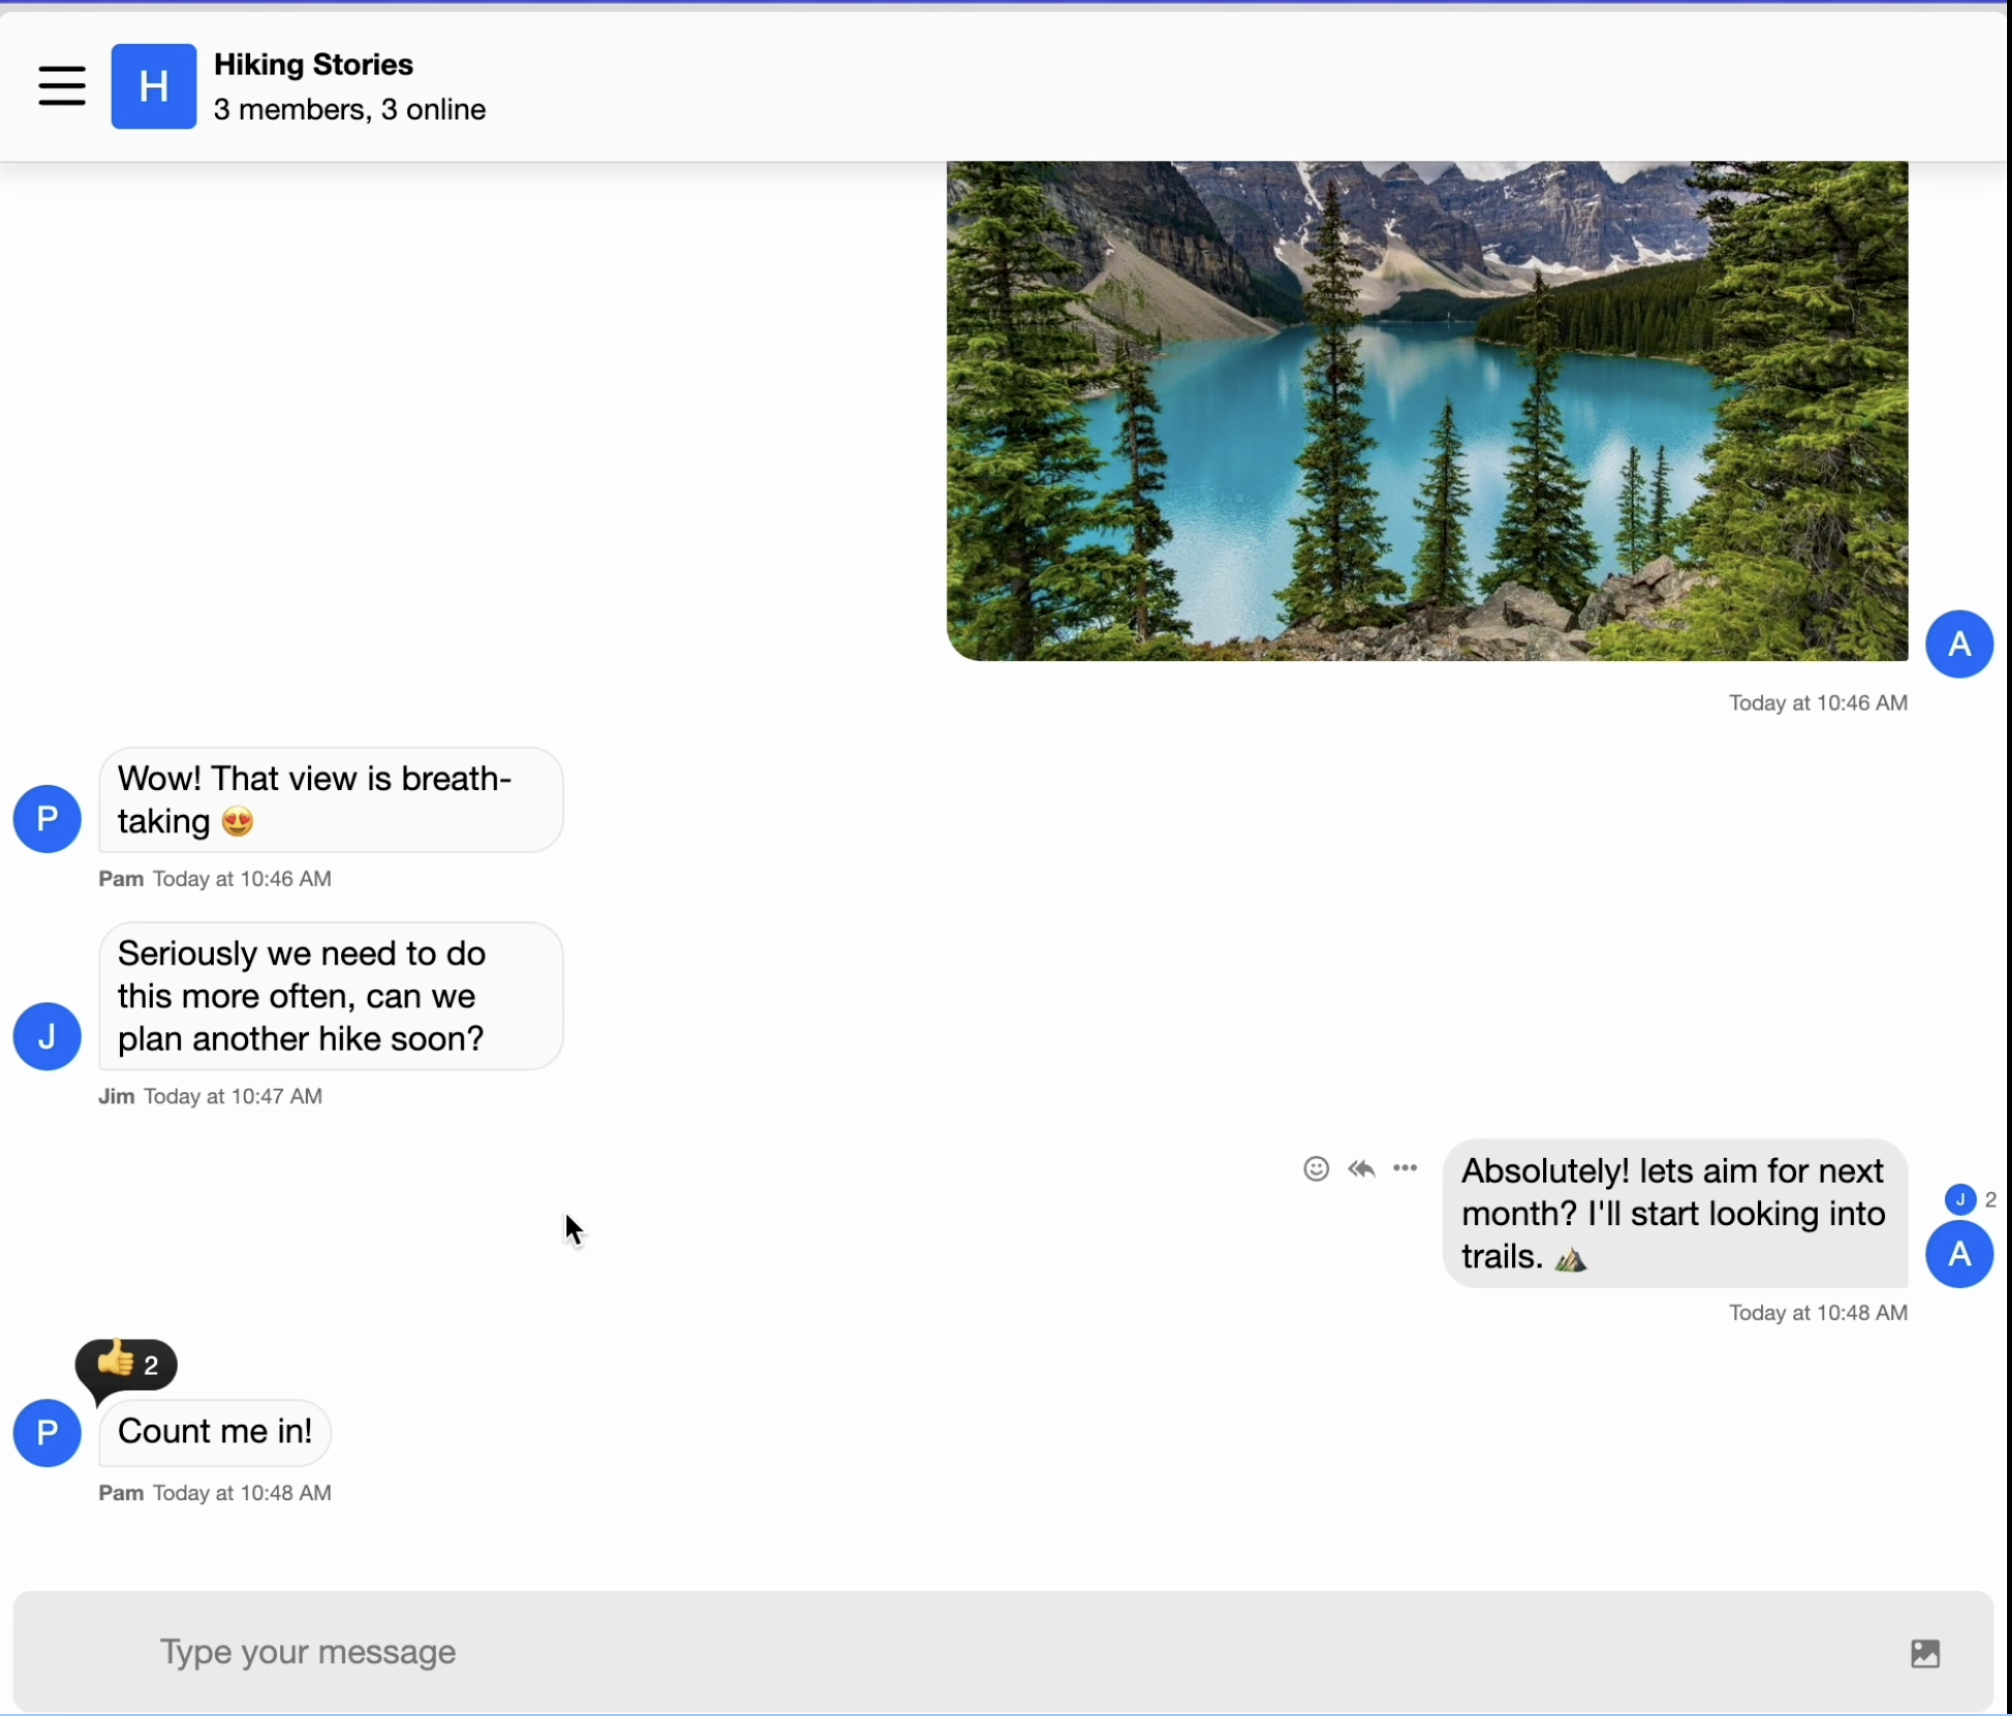 H
Hiking Stories
3 members, 3 online
A
Today at 10:46 AM
Wow! That view is breath-
taking 😍
P
Pam Today at 10:46 AM
Seriously we need to do
this more often, can we
plan another hike soon?
J
Jim Today at 10:47 AM
Absolutely! lets aim for next
month? I'll start looking into
trails. ⛰️
J 2
A
Today at 10:48 AM
👍 2
P
Count me in!
Pam Today at 10:48 AM
Type your message